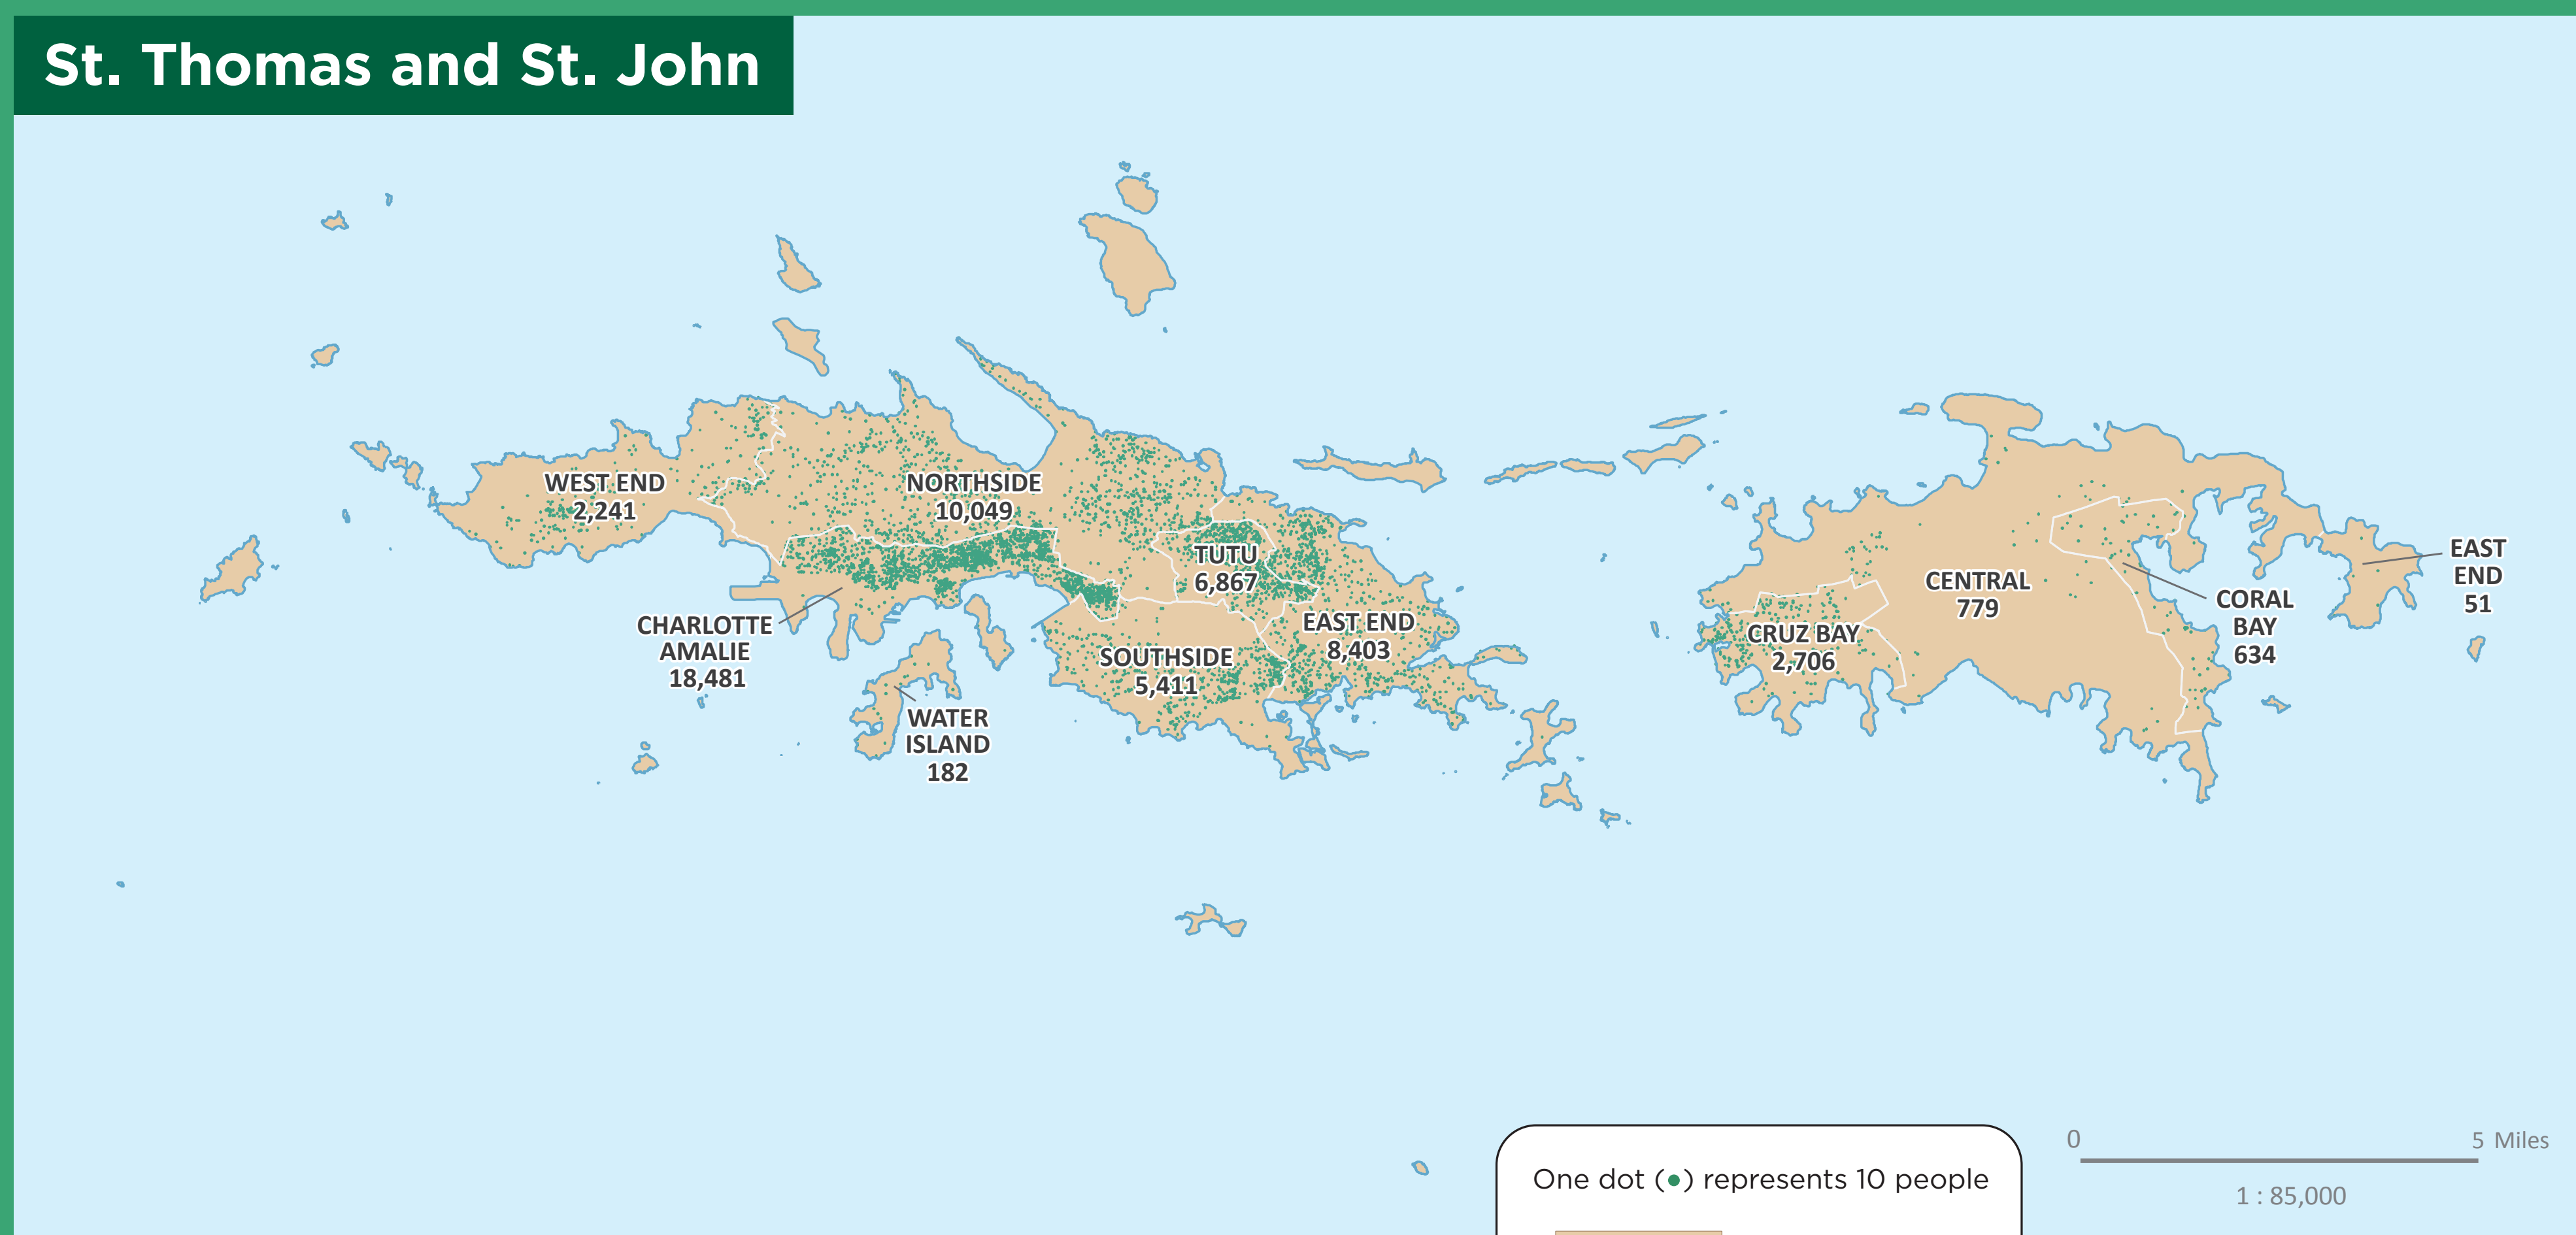 St. Thomas and St. John
WEST END
2,241
NORTHSIDE
10,049
TUTU
6,867
CHARLOTTE
AMALIE
18,481
WATER
ISLAND
182
SOUTHSIDE
5,411
EAST END
8,403
CRUZ BAY
2,706
CENTRAL
779
CORAL
BAY
634
EAST
END
51
One dot (●) represents 10 people
0 5 Miles
1 : 85,000